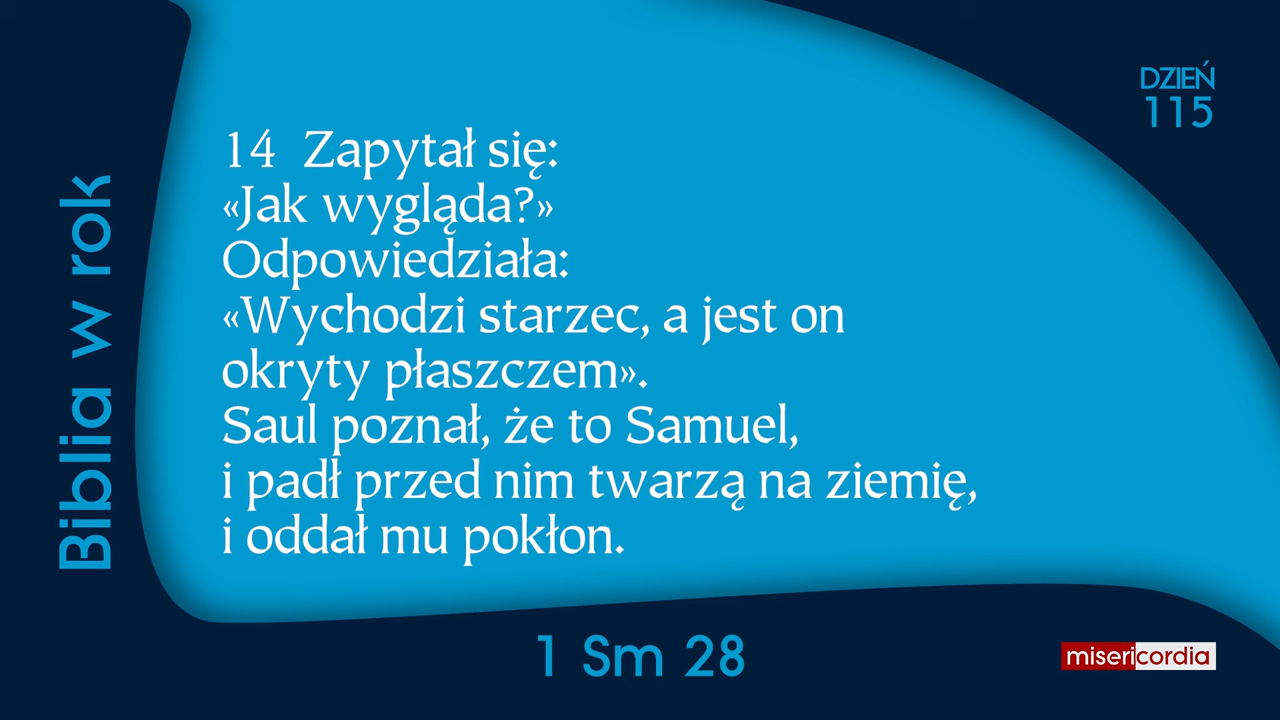 DZIEŃ
115
Biblia w rok
14 Zapytał się:
«Jak wygląda?»
Odpowiedziała:
«Wychodzi starzec, a jest on
okryty płaszczem».
Saul poznał, że to Samuel,
i padł przed nim twarzą na ziemię,
i oddał mu pokłon.
1 Sm 28
misericordia